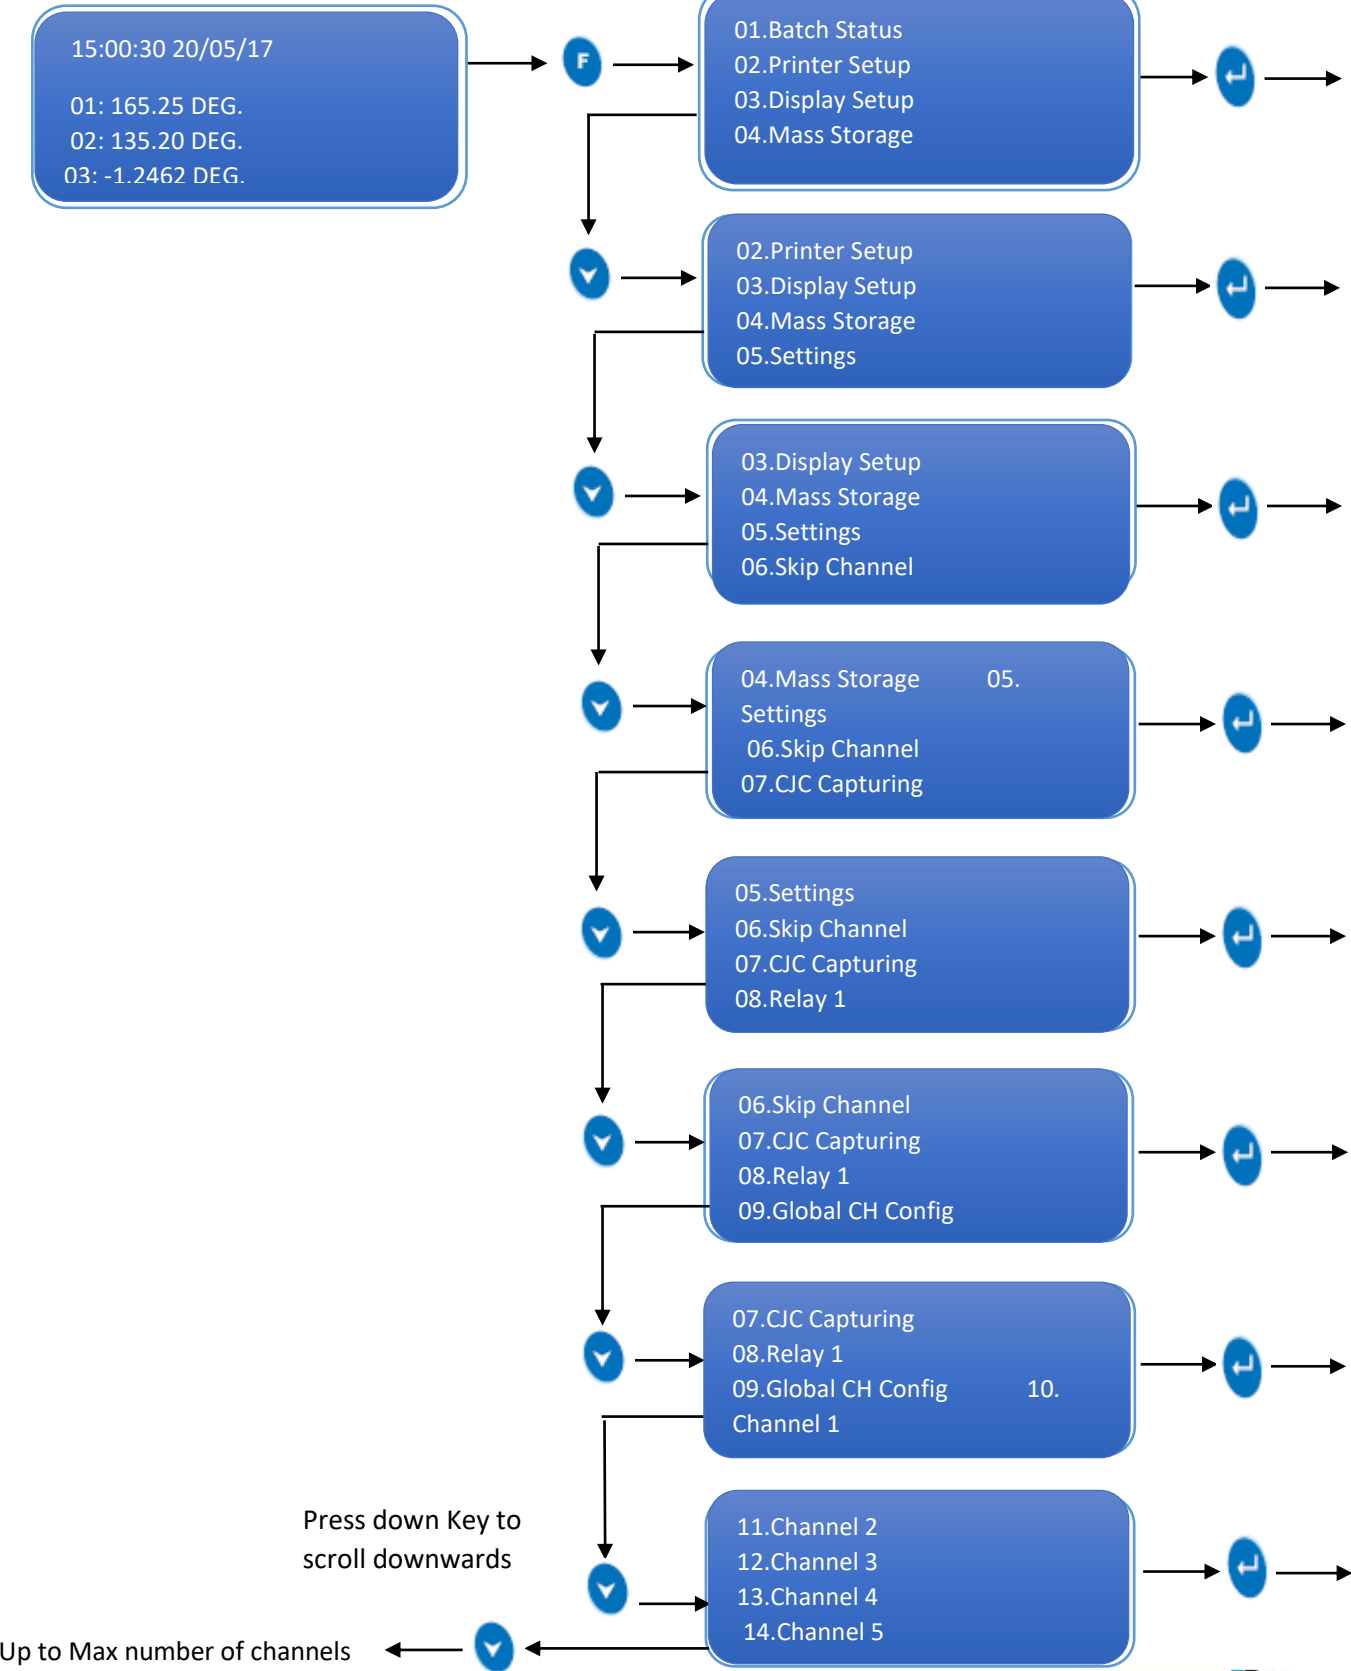 15:00:30 20/05/17
01: 165.25 DEG.
02: 135.20 DEG.
03: -1.2462 DEG.
F
01.Batch Status
02.Printer Setup
03.Display Setup
04.Mass Storage
02.Printer Setup
03.Display Setup
04.Mass Storage
05.Settings
03.Display Setup
04.Mass Storage
05.Settings
06.Skip Channel
04.Mass Storage 05.
Settings
06.Skip Channel
07.CJC Capturing
05.Settings
06.Skip Channel
07.CJC Capturing
08.Relay 1
06.Skip Channel
07.CJC Capturing
08.Relay 1
09.Global CH Config
07.CJC Capturing
08.Relay 1
09.Global CH Config 10.
Channel 1
Press down Key to
scroll downwards
11.Channel 2
12.Channel 3
13.Channel 4
14.Channel 5
Up to Max number of channels